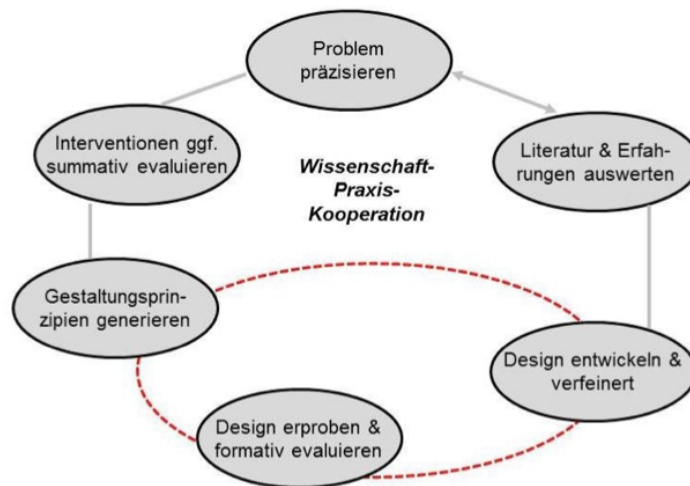 Problem
präzisieren
Interventionen ggf.
summativ evaluieren
Literatur & Erfah-
rungen auswerten
Wissenschaft-
Praxis-
Kooperation
Gestaltungsprin-
zipien generieren
Design entwickeln &
verfeinert
Design erproben &
formativ evaluieren